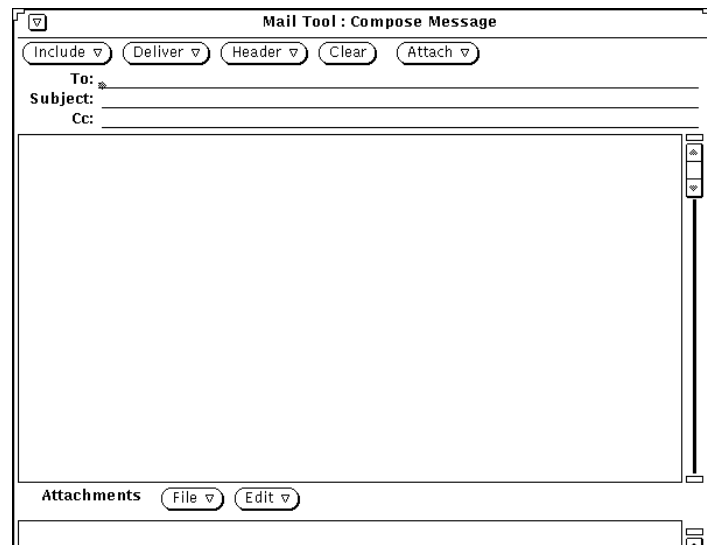 Mail Tool : Compose Message
Include Deliver Header Clear Attach
To:
Subject:
Cc:
Attachments File Edit